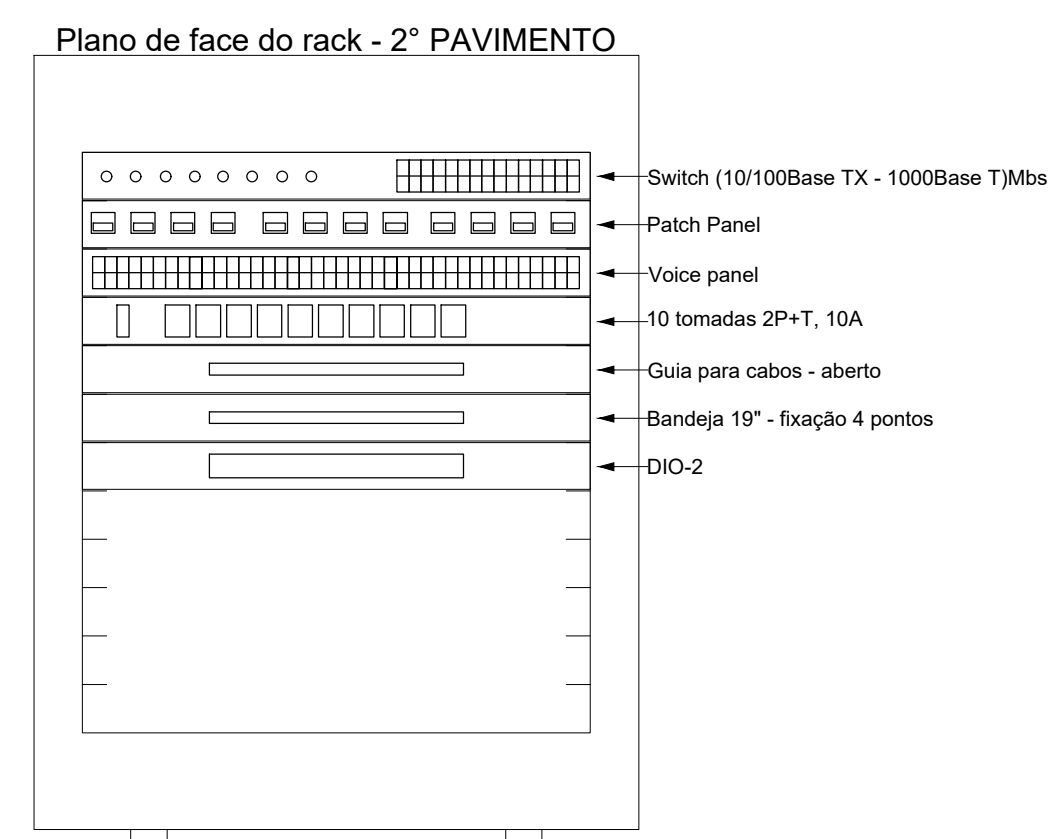 Plano de face do rack - 2° PAVIMENTO
Switch (10/100Base TX - 1000Base T)Mbs
Patch Panel
Voice panel
10 tomadas 2P+T, 10A
Guia para cabos - aberto
Bandeja 19" - fixação 4 pontos
DIO-2